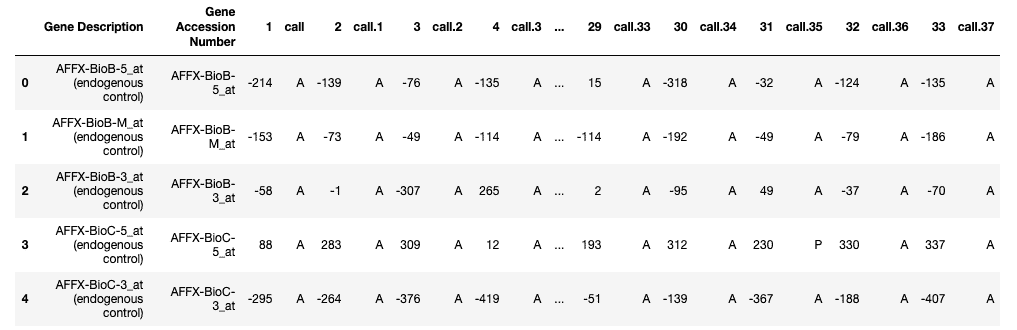 Gene Description Gene Accession Number 1 call 2 call.1 3 call.2 4 call.3 ... 29 call.33 30 call.34 31 call.35 32 call.36 33 call.37
0 AFFX-BioB-5_at (endogenous control) AFFX-BioB-5_at -214 A -139 A -76 A -135 A ... 15 A -318 A -32 A -124 A -135 A
1 AFFX-BioB-M_at (endogenous control) AFFX-BioB-M_at -153 A -73 A -49 A -114 A ... -114 A -192 A -49 A -79 A -186 A
2 AFFX-BioB-3_at (endogenous control) AFFX-BioB-3_at -58 A -1 A -307 A 265 A ... 2 A -95 A 49 A -37 A -70 A
3 AFFX-BioC-5_at (endogenous control) AFFX-BioC-5_at 88 A 283 A 309 A 12 A ... 193 A 312 A 230 P 330 A 337 A
4 AFFX-BioC-3_at (endogenous control) AFFX-BioC-3_at -295 A -264 A -376 A -419 A ... -51 A -139 A -367 A -188 A -407 A